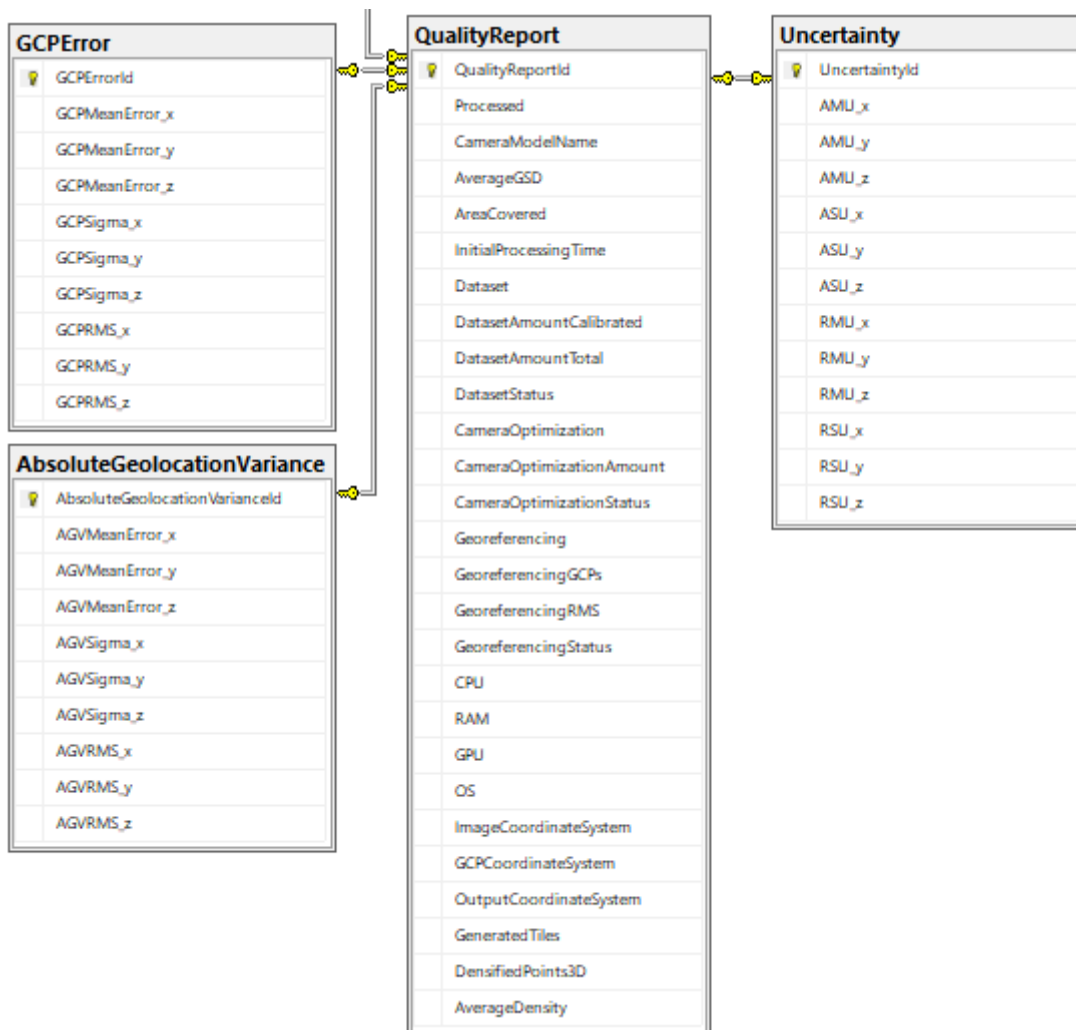 GCPError
GCPErrorId
GCPMeanError_x
GCPMeanError_y
GCPMeanError_z
GCPSigma_x
GCPSigma_y
GCPSigma_z
GCPRMS_x
GCPRMS_y
GCPRMS_z
AbsoluteGeolocationVariance
AbsoluteGeolocationVarianceId
AGVMeanError_x
AGVMeanError_y
AGVMeanError_z
AGVSigma_x
AGVSigma_y
AGVSigma_z
AGVRMS_x
AGVRMS_y
AGVRMS_z
QualityReport
QualityReportId
Processed
CameraModelName
AverageGSD
AreaCovered
InitialProcessingTime
Dataset
DatasetAmountCalibrated
DatasetAmountTotal
DatasetStatus
CameraOptimization
CameraOptimizationAmount
CameraOptimizationStatus
Georeferencing
GeoreferencingGCPs
GeoreferencingRMS
GeoreferencingStatus
CPU
RAM
GPU
OS
ImageCoordinateSystem
GCPCoordinateSystem
OutputCoordinateSystem
GeneratedTiles
DensifiedPoints3D
AverageDensity
Uncertainty
UncertaintyId
AMU_x
AMU_y
AMU_z
ASU_x
ASU_y
ASU_z
RMU_x
RMU_y
RMU_z
RSU_x
RSU_y
RSU_z